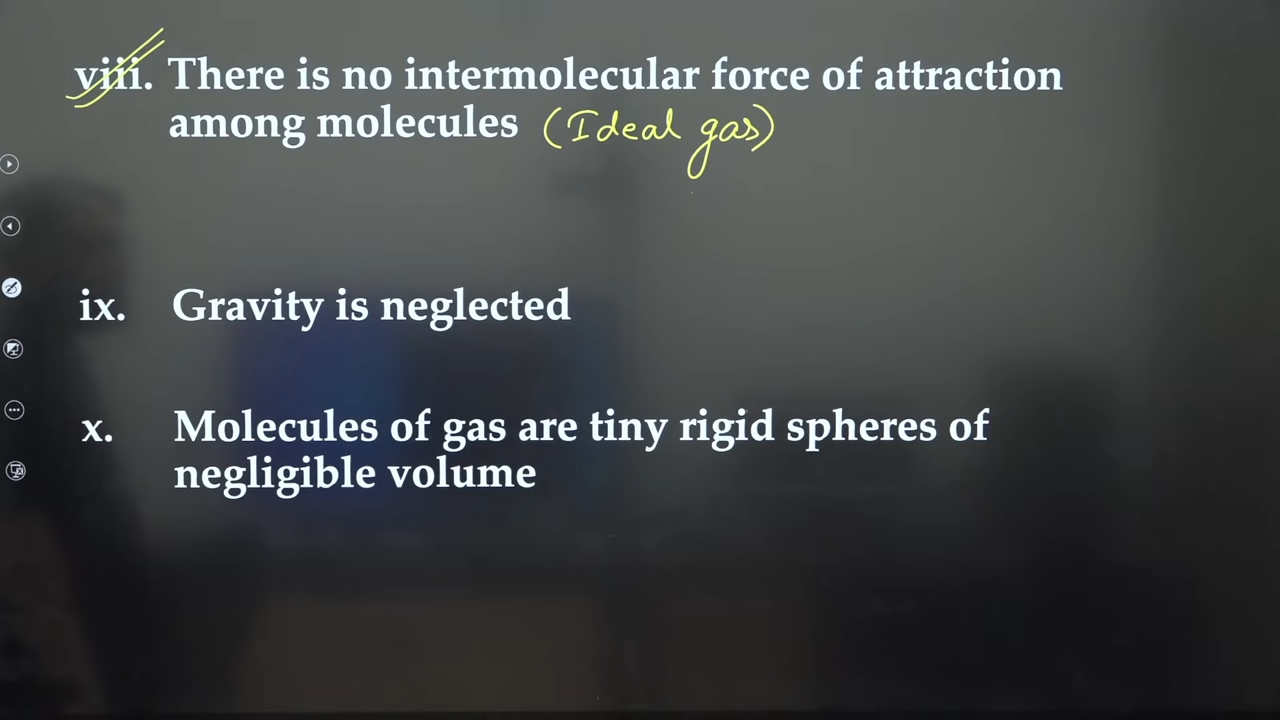 viii. There is no intermolecular force of attraction
among molecules (Ideal gas)
ix. Gravity is neglected
x. Molecules of gas are tiny rigid spheres of
negligible volume